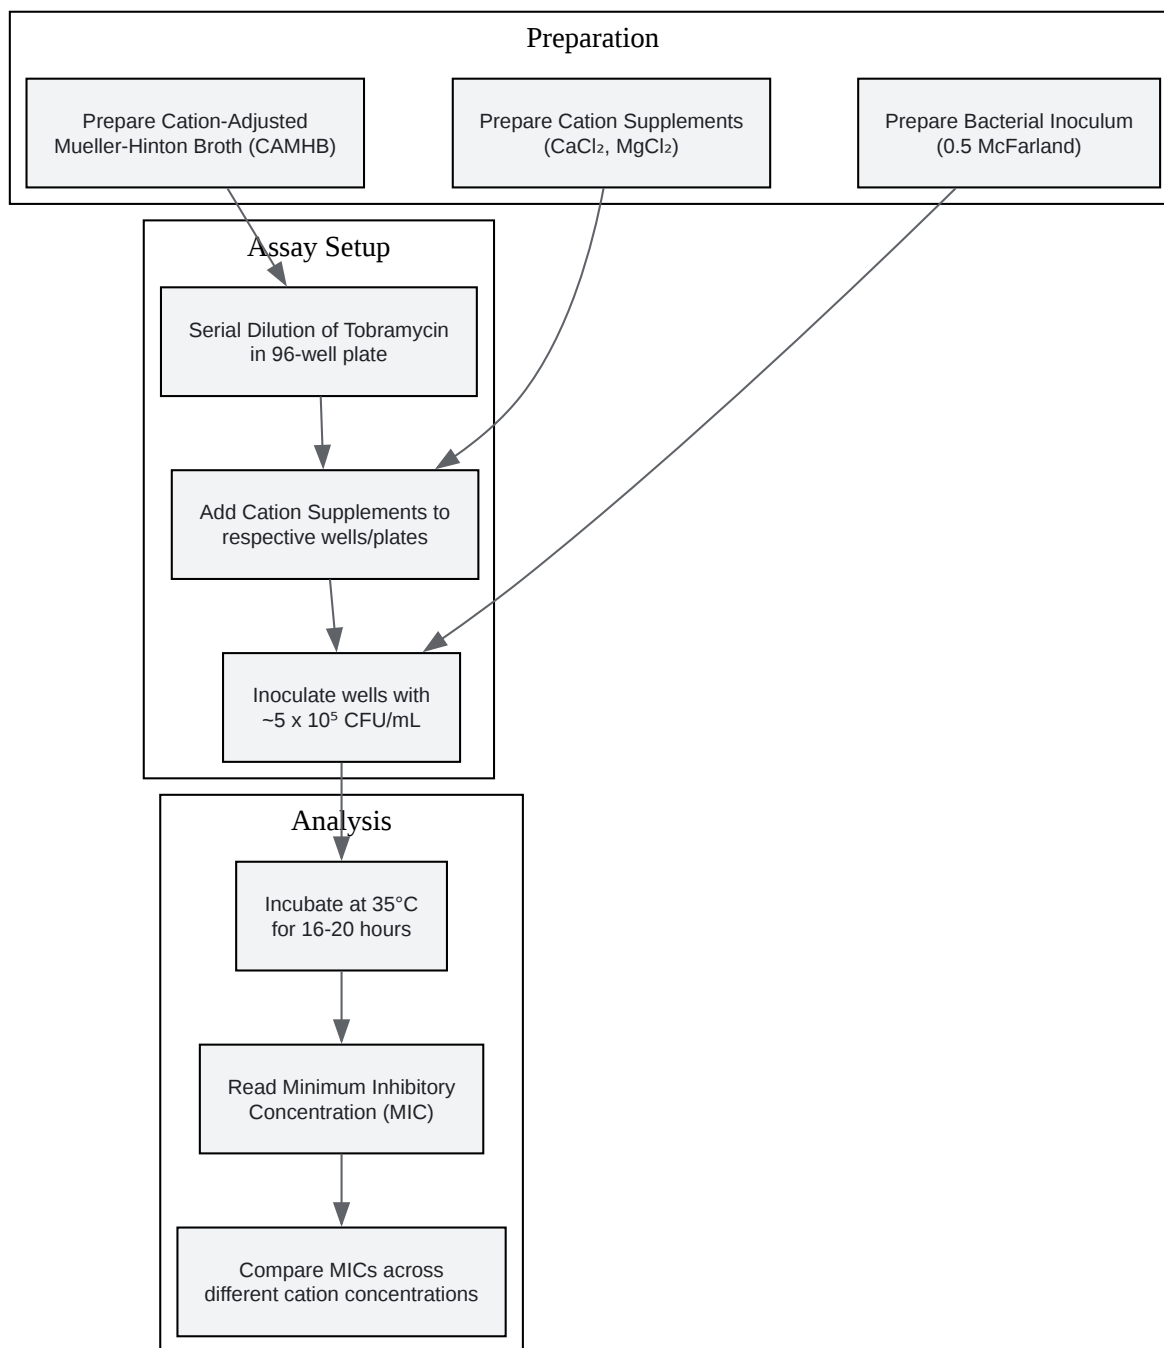 Preparation
Prepare Cation-Adjusted
Mueller-Hinton Broth (CAMHB)
Prepare Cation Supplements
(CaCl₂, MgCl₂)
Prepare Bacterial Inoculum
(0.5 McFarland)
Assay Setup
Serial Dilution of Tobramycin
in 96-well plate
Add Cation Supplements to
respective wells/plates
Inoculate wells with
~5 x 10⁵ CFU/mL
Analysis
Incubate at 35°C
for 16-20 hours
Read Minimum Inhibitory
Concentration (MIC)
Compare MICs across
different cation concentrations